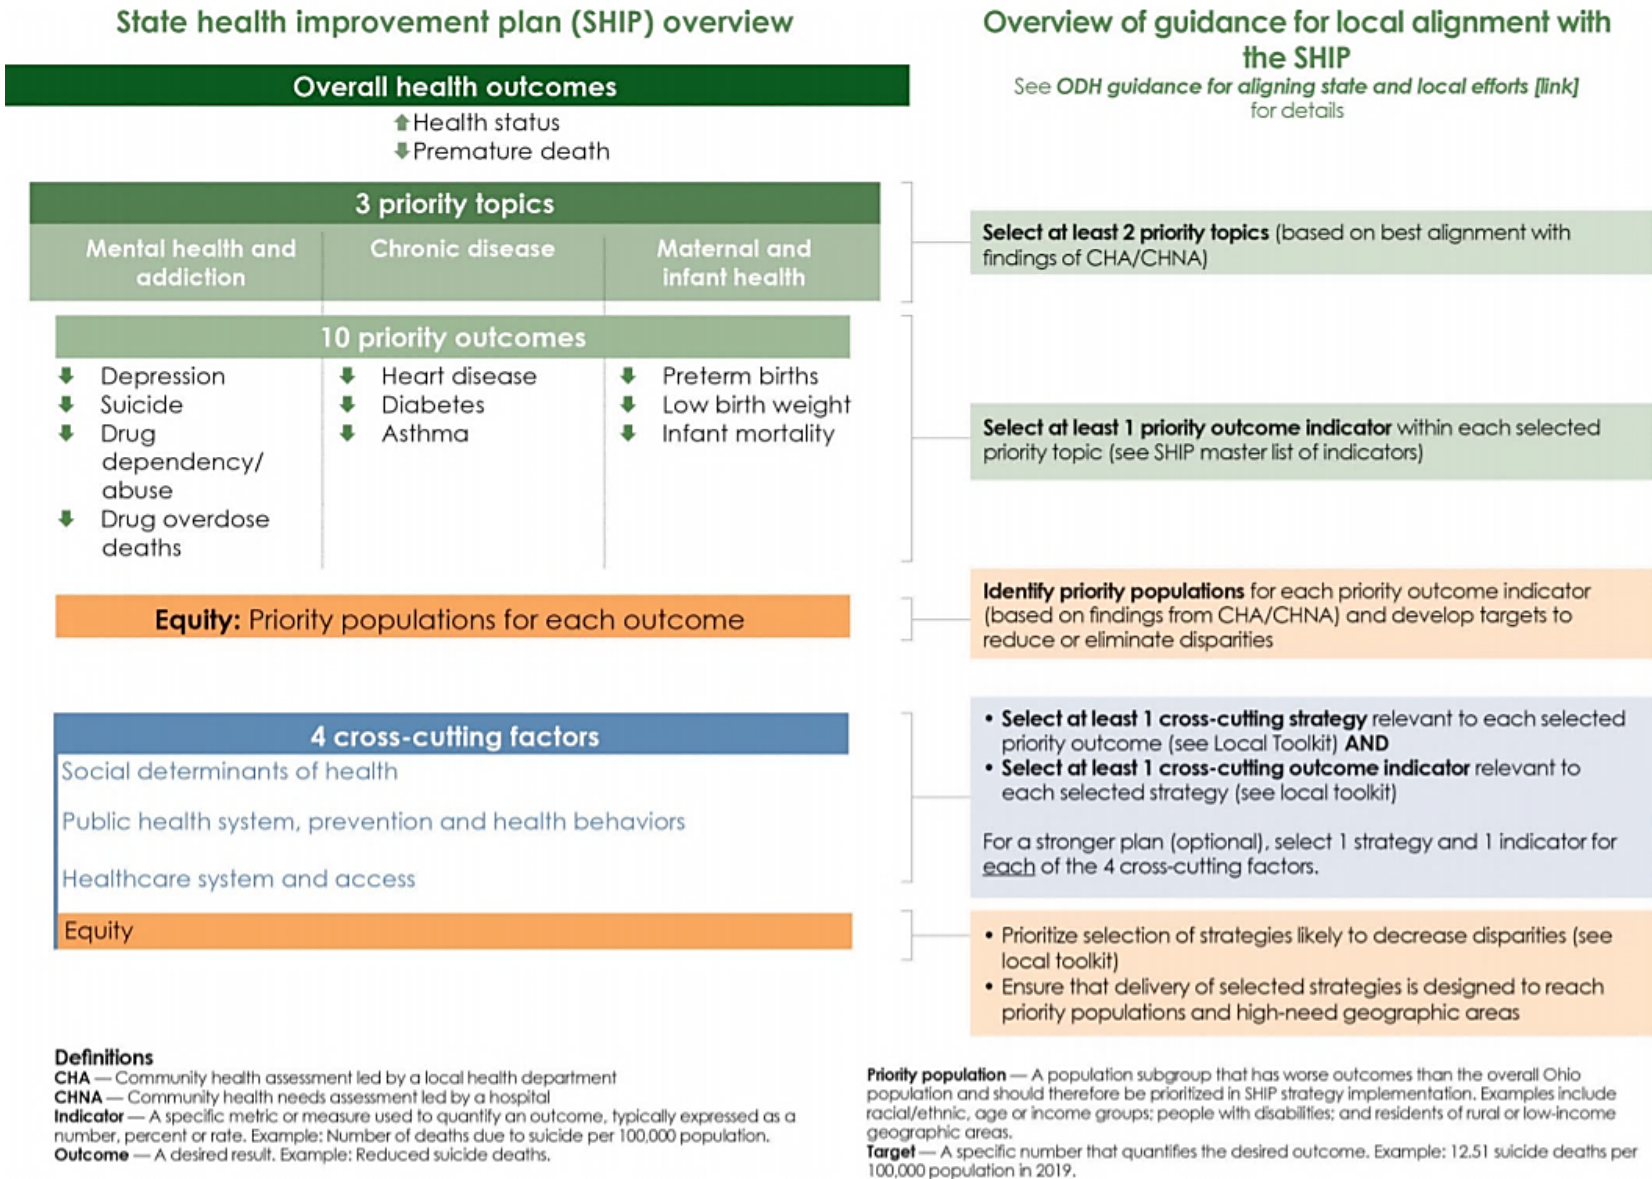 State health improvement plan (SHIP) overview
Overall health outcomes
Health status
Premature death
3 priority topics
Mental health and
addiction
Chronic disease
Maternal and
infant health
10 priority outcomes
Depression
Suicide
Drug
dependency/
abuse
Drug overdose
deaths
Heart disease
Diabetes
Asthma
Preterm births
Low birth weight
Infant mortality
Equity: Priority populations for each outcome
4 cross-cutting factors
Social determinants of health
Public health system, prevention and health behaviors
Healthcare system and access
Equity
Overview of guidance for local alignment with
the SHIP
See ODH guidance for aligning state and local efforts [link]
for details
Select at least 2 priority topics (based on best alignment with
findings of CHA/CHNA)
Select at least 1 priority outcome indicator within each selected
priority topic (see SHIP master list of indicators)
Identify priority populations for each priority outcome indicator
(based on findings from CHA/CHNA) and develop targets to
reduce or eliminate disparities
• Select at least 1 cross-cutting strategy relevant to each selected
priority outcome (see Local Toolkit) AND
• Select at least 1 cross-cutting outcome indicator relevant to
each selected strategy (see local toolkit)
For a stronger plan (optional), select 1 strategy and 1 indicator for
each of the 4 cross-cutting factors.
• Prioritize selection of strategies likely to decrease disparities (see
local toolkit)
• Ensure that delivery of selected strategies is designed to reach
priority populations and high-need geographic areas
Definitions
CHA — Community health assessment led by a local health department
CHNA — Community health needs assessment led by a hospital
Indicator — A specific metric or measure used to quantify an outcome, typically expressed as a
number, percent or rate. Example: Number of deaths due to suicide per 100,000 population.
Outcome — A desired result. Example: Reduced suicide deaths.
Priority population — A population subgroup that has worse outcomes than the overall Ohio
population and should therefore be prioritized in SHIP strategy implementation. Examples include
racial/ethnic, age or income groups; people with disabilities; and residents of rural or low-income
geographic areas.
Target — A specific number that quantifies the desired outcome. Example: 12.51 suicide deaths per
100,000 population in 2019.